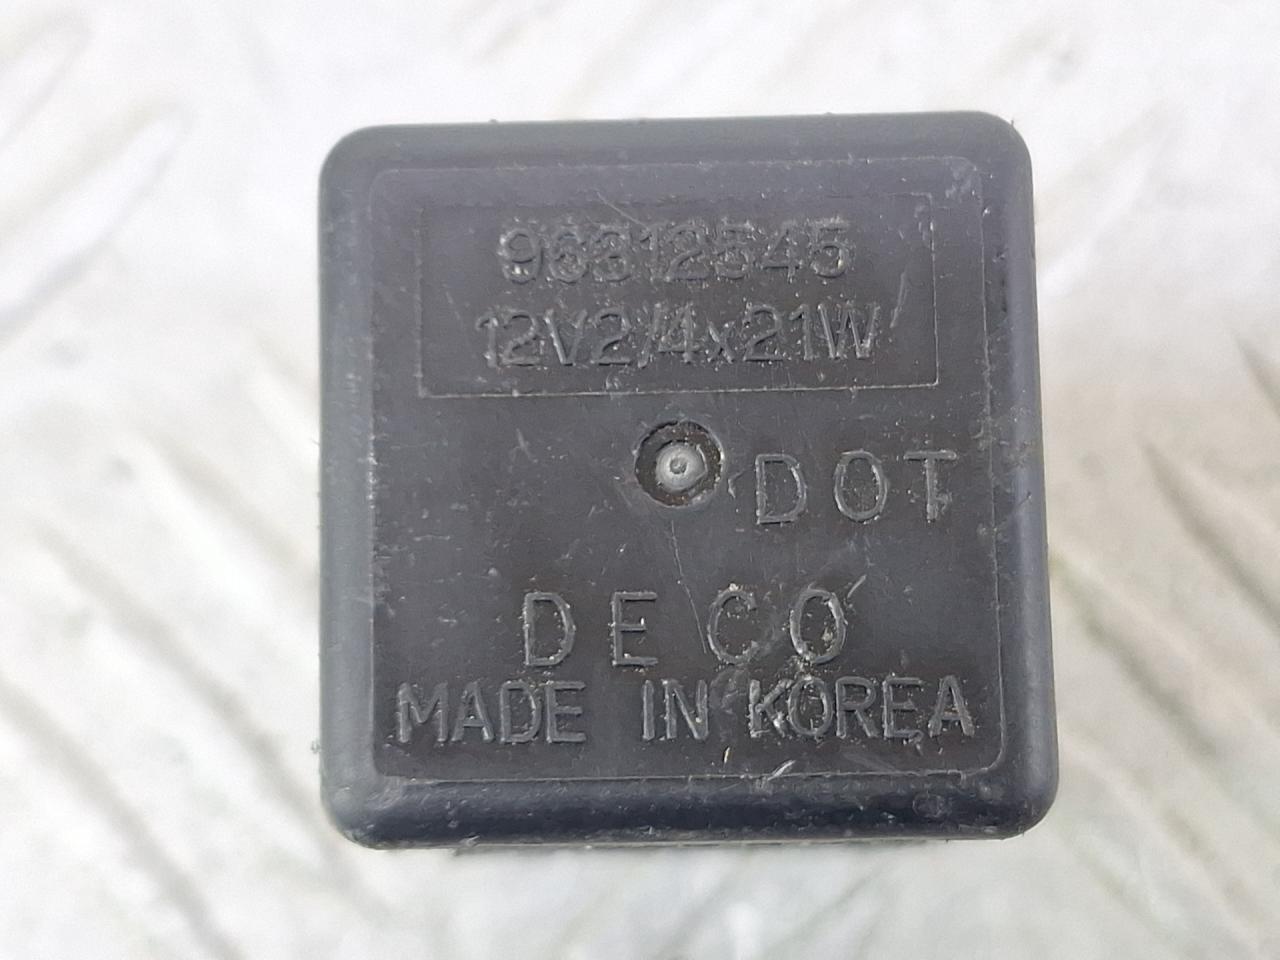 96312545
12V2/4x21W
DOT
DECO
MADE IN KOREA